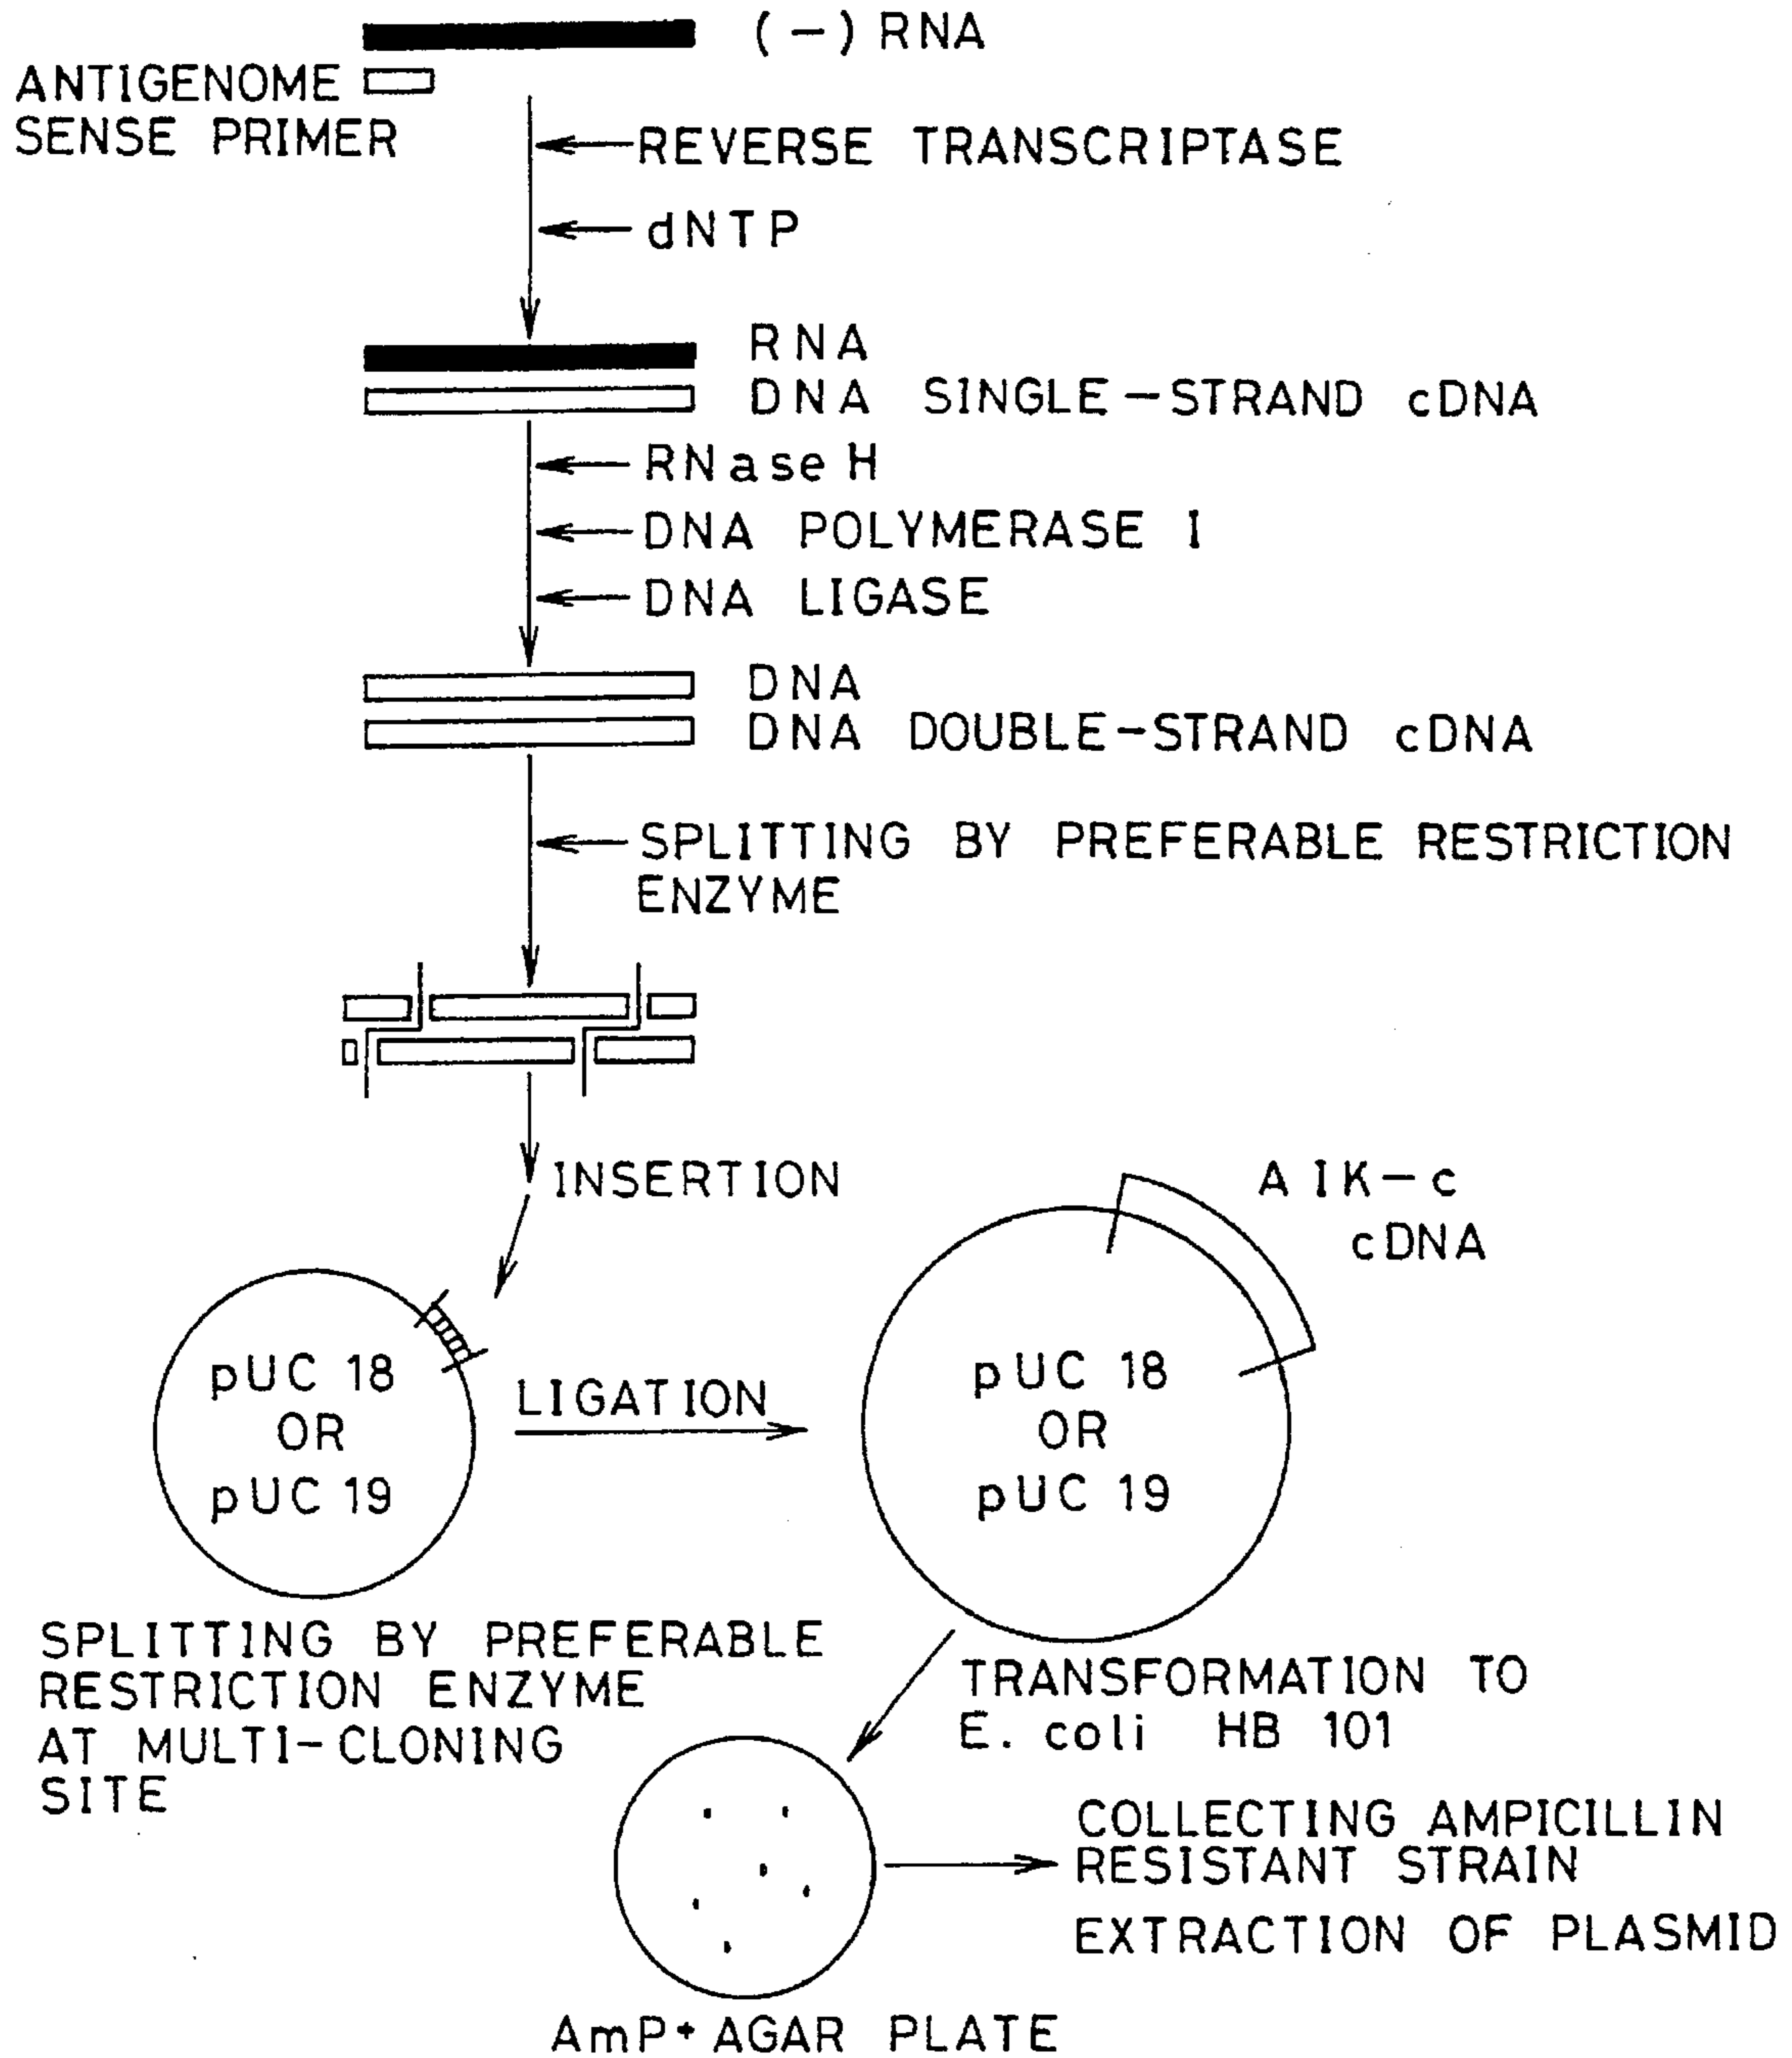 (-) RNA
ANTIGENOME
SENSE PRIMER
REVERSE TRANSCRIPTASE
dNTP
RNA
DNA SINGLE-STRAND cDNA
RNase H
DNA POLYMERASE I
DNA LIGASE
DNA
DNA DOUBLE-STRAND cDNA
SPLITTING BY PREFERABLE RESTRICTION
ENZYME
INSERTION
AIK-c
cDNA
pUC 18
OR
pUC 19
LIGATION
pUC 18
OR
pUC 19
SPLITTING BY PREFERABLE
RESTRICTION ENZYME
AT MULTI-CLONING
SITE
TRANSFORMATION TO
E. coli HB 101
COLLECTING AMPICILLIN
RESISTANT STRAIN
EXTRACTION OF PLASMID
AmP+ AGAR PLATE